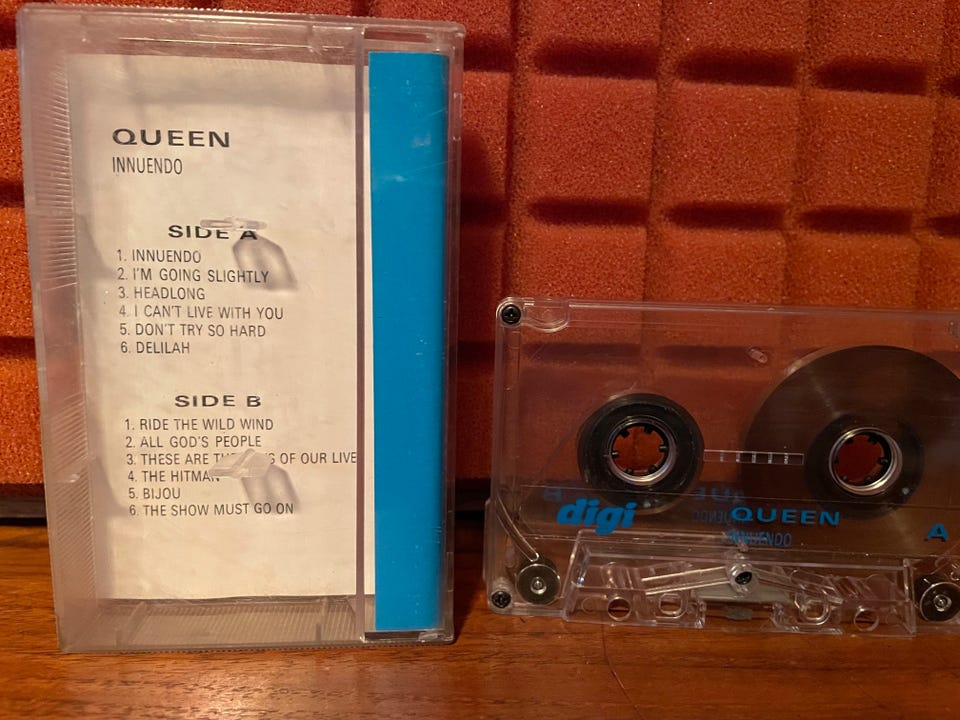 QUEEN
INNUENDO
SIDE A
1. INNUENDO
2. I'M GOING SLIGHTLY
3. HEADLONG
4. I CAN'T LIVE WITH YOU
5. DON'T TRY SO HARD
6. DELILAH
SIDE B
1. RIDE THE WILD WIND
2. ALL GOD'S PEOPLE
3. THESE ARE OF OUR LIVE
4. THE HITMAN
5. BIJOU
6. THE SHOW MUST GO ON
digi
QUEEN
INNUENDO
A